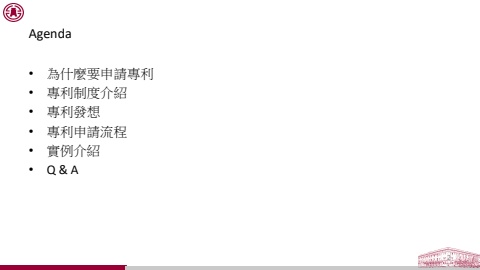 Agenda
• 為什麼要申請專利
• 專利制度介紹
• 專利發想
• 專利申請流程
• 實例介紹
• Q & A